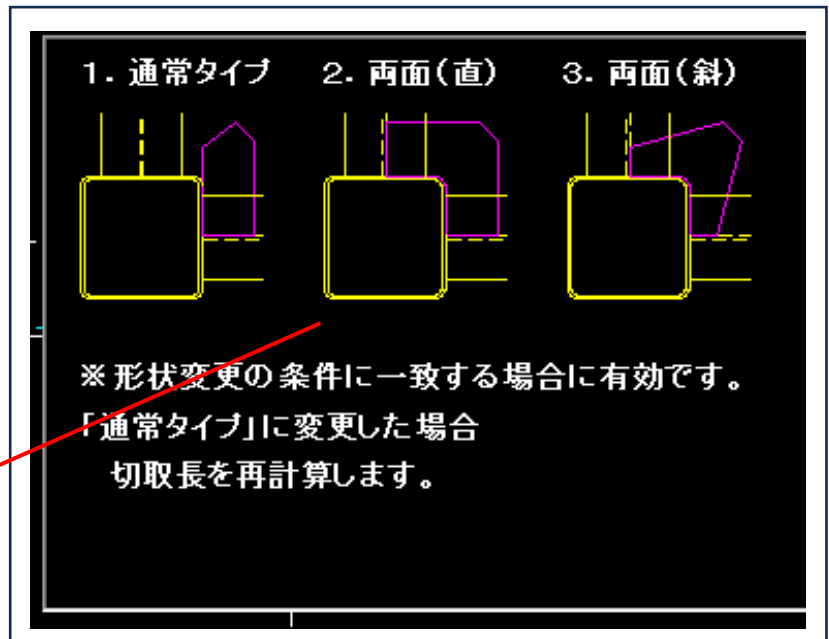 1. 通常タイプ 2. 両面(直) 3. 両面(斜)
※形状変更の条件に一致する場合に有効です。
「通常タイプ」に変更した場合
切取長を再計算します。